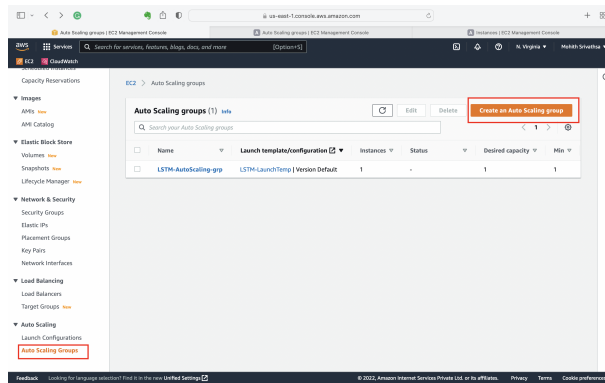 us-east-1.console.aws.amazon.com
Auto Scaling groups | EC2 Management Console
Auto Scaling groups | EC2 Management Console
Instances | EC2 Management Console
aws Services Search for services, features, blogs, docs, and more [Option+S] N. Virginia Mohith Srivathsa
EC2 CloudWatch
Scheduled Instances
Capacity Reservations
Images
AMIs New
AMI Catalog
Elastic Block Store
Volumes New
Snapshots New
Lifecycle Manager New
Network & Security
Security Groups
Elastic IPs
Placement Groups
Key Pairs
Network Interfaces
Load Balancing
Load Balancers
Target Groups New
Auto Scaling
Launch Configurations
Auto Scaling Groups
EC2 > Auto Scaling groups
Auto Scaling groups (1) Info Edit Delete Create an Auto Scaling group
Search your Auto Scaling groups 1
Name Launch template/configuration Instances Status Desired capacity Min
LSTM-AutoScaling-grp LSTM-LaunchTemp | Version Default 1 - 1 1
Feedback Looking for language selection? Find it in the new Unified Settings © 2022, Amazon Internet Services Private Ltd. or its affiliates. Privacy Terms Cookie preferences